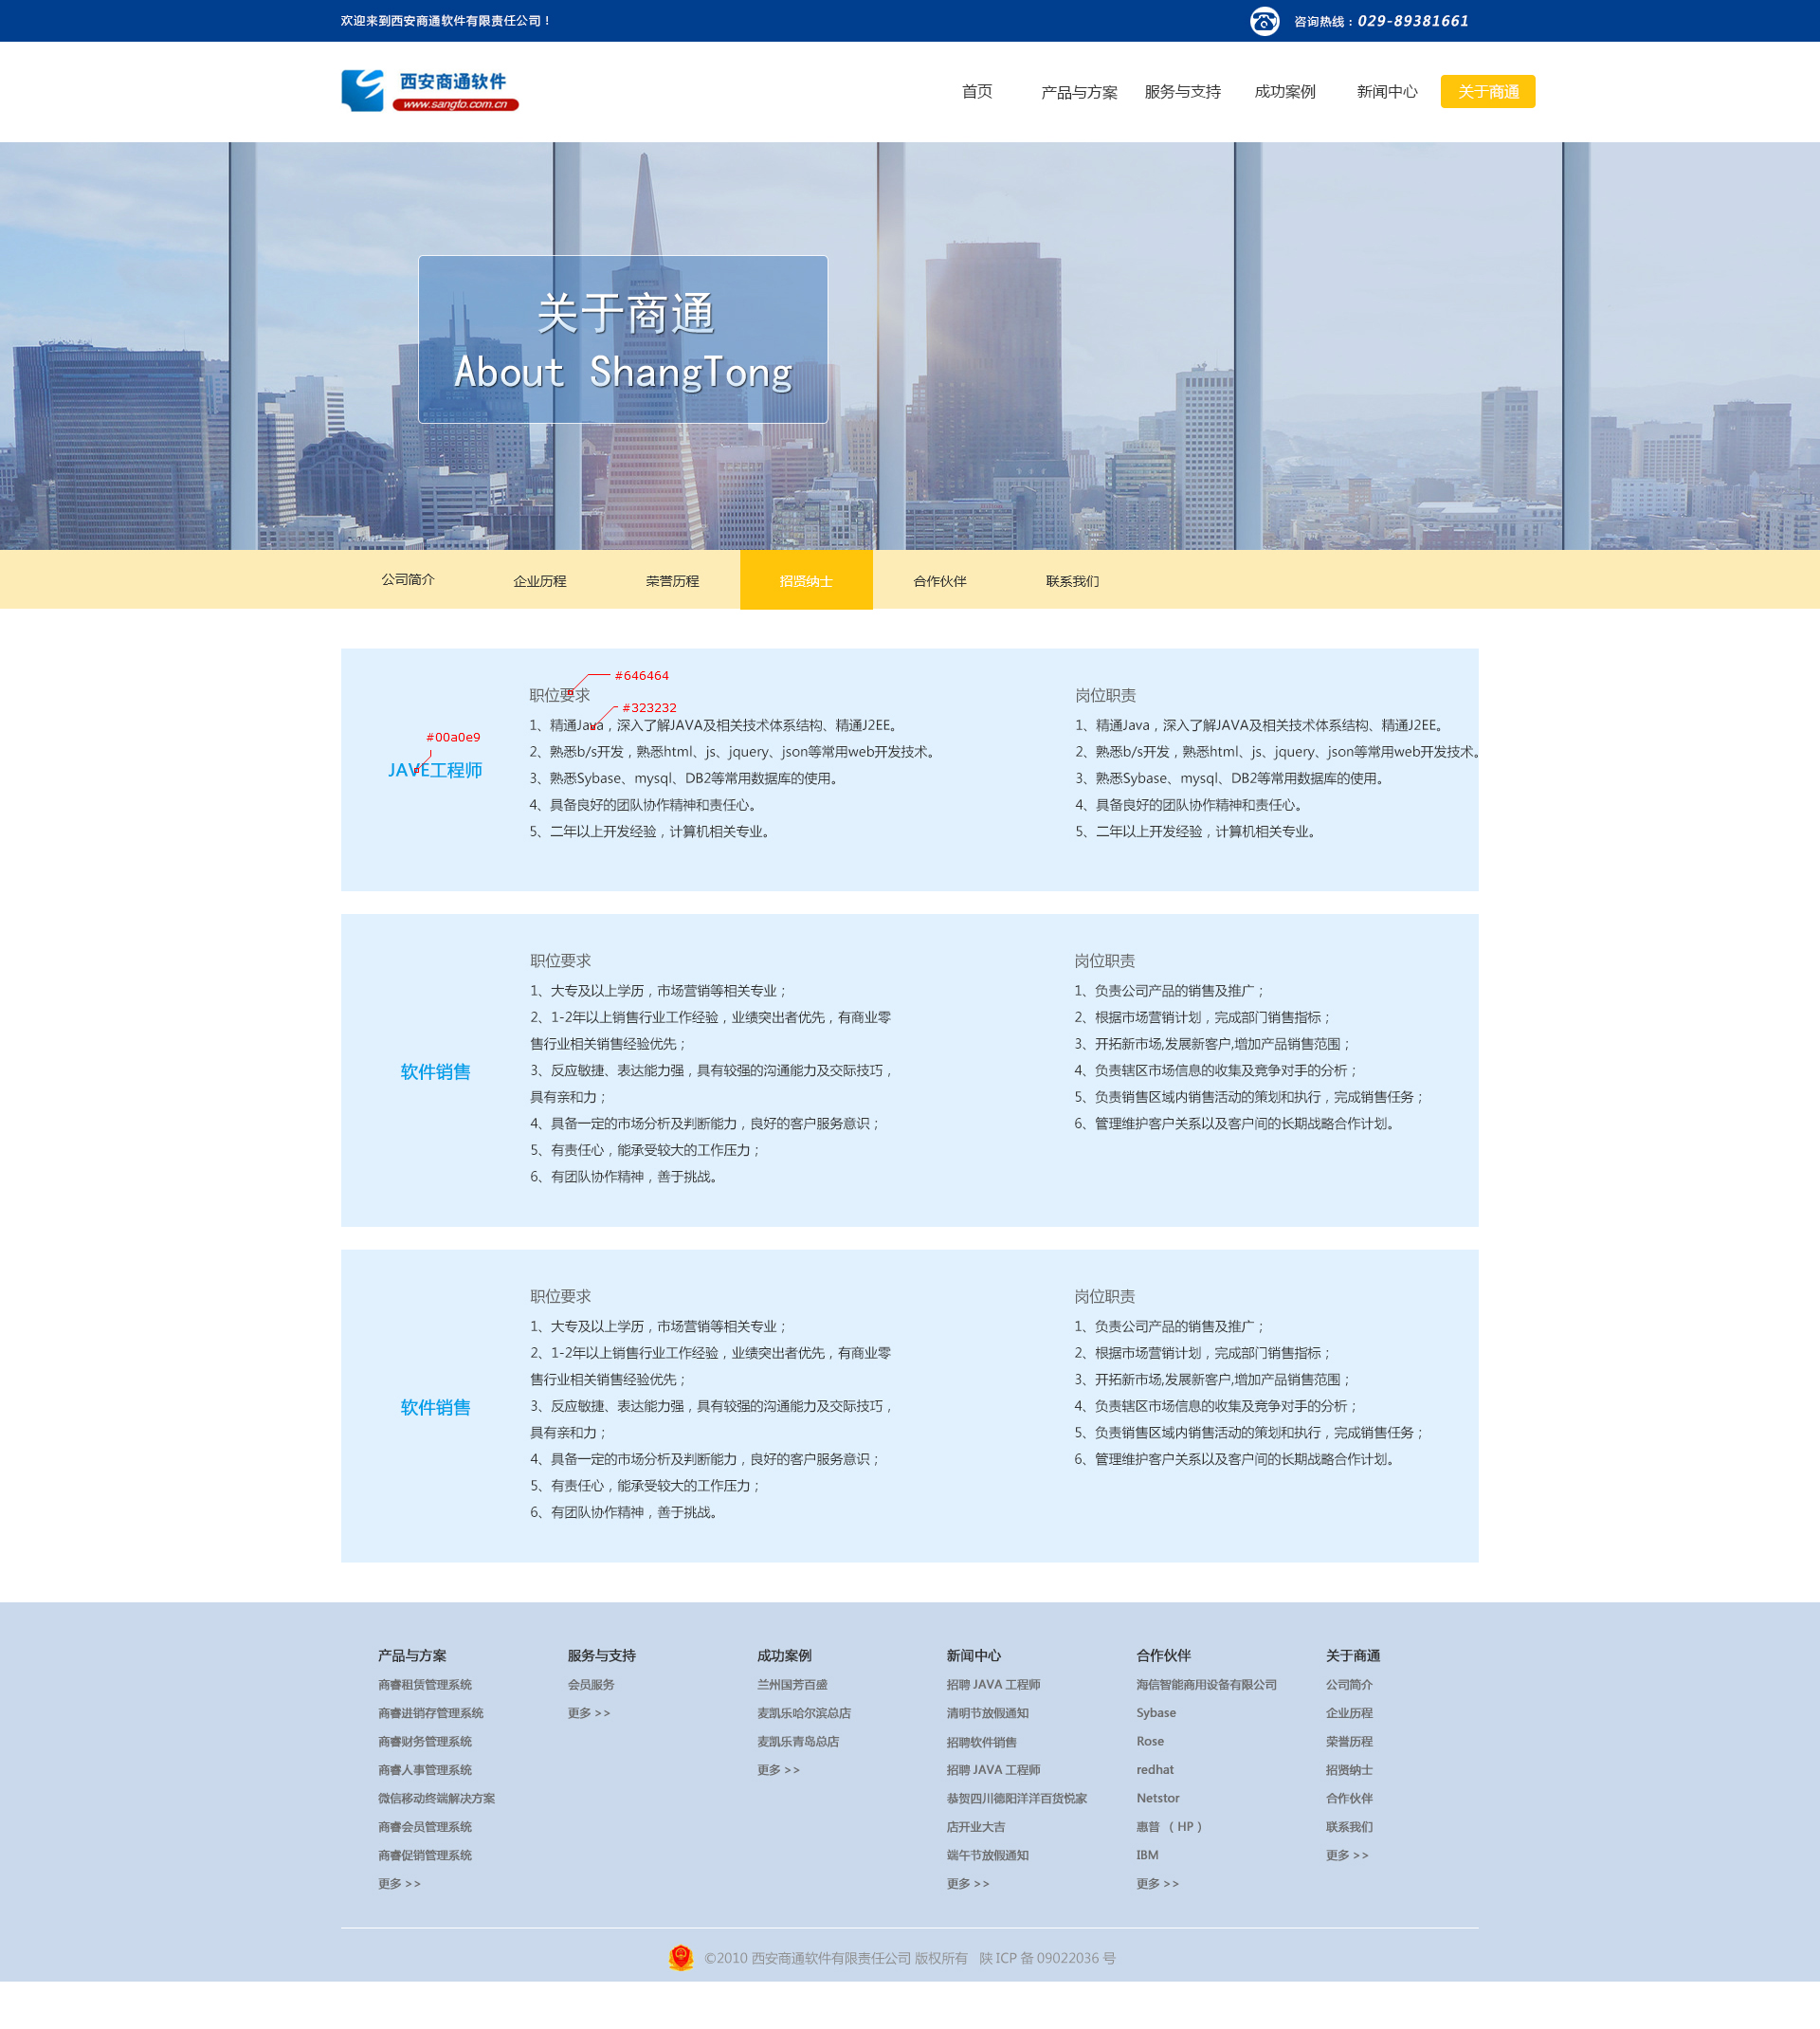 欢迎来到西安商通软件有限责任公司！
咨询热线：029-89381661
西安商通软件
www.sangto.com.cn
首页 产品与方案 服务与支持 成功案例 新闻中心 关于商通
关于商通
About ShangTong
公司简介 企业历程 荣誉历程 招贤纳士 合作伙伴 联系我们
#646464
#323232
#00a0e9
JAVE工程师
职位要求
1、精通Java，深入了解JAVA及相关技术体系结构、精通J2EE。
2、熟悉b/s开发，熟悉html、js、jquery、json等常用web开发技术。
3、熟悉Sybase、mysql、DB2等常用数据库的使用。
4、具备良好的团队协作精神和责任心。
5、二年以上开发经验，计算机相关专业。
岗位职责
1、精通Java，深入了解JAVA及相关技术体系结构、精通J2EE。
2、熟悉b/s开发，熟悉html、js、jquery、json等常用web开发技术。
3、熟悉Sybase、mysql、DB2等常用数据库的使用。
4、具备良好的团队协作精神和责任心。
5、二年以上开发经验，计算机相关专业。
软件销售
职位要求
1、大专及以上学历，市场营销等相关专业；
2、1-2年以上销售行业工作经验，业绩突出者优先，有商业零
售行业相关销售经验优先；
3、反应敏捷、表达能力强，具有较强的沟通能力及交际技巧，
具有亲和力；
4、具备一定的市场分析及判断能力，良好的客户服务意识；
5、有责任心，能承受较大的工作压力；
6、有团队协作精神，善于挑战。
岗位职责
1、负责公司产品的销售及推广；
2、根据市场营销计划，完成部门销售指标；
3、开拓新市场,发展新客户,增加产品销售范围；
4、负责辖区市场信息的收集及竞争对手的分析；
5、负责销售区域内销售活动的策划和执行，完成销售任务；
6、管理维护客户关系以及客户间的长期战略合作计划。
软件销售
职位要求
1、大专及以上学历，市场营销等相关专业；
2、1-2年以上销售行业工作经验，业绩突出者优先，有商业零
售行业相关销售经验优先；
3、反应敏捷、表达能力强，具有较强的沟通能力及交际技巧，
具有亲和力；
4、具备一定的市场分析及判断能力，良好的客户服务意识；
5、有责任心，能承受较大的工作压力；
6、有团队协作精神，善于挑战。
岗位职责
1、负责公司产品的销售及推广；
2、根据市场营销计划，完成部门销售指标；
3、开拓新市场,发展新客户,增加产品销售范围；
4、负责辖区市场信息的收集及竞争对手的分析；
5、负责销售区域内销售活动的策划和执行，完成销售任务；
6、管理维护客户关系以及客户间的长期战略合作计划。
产品与方案
商睿租赁管理系统
商睿进销存管理系统
商睿财务管理系统
商睿人事管理系统
微信移动终端解决方案
商睿会员管理系统
商睿促销管理系统
更多 >>
服务与支持
会员服务
更多 >>
成功案例
兰州国芳百盛
麦凯乐哈尔滨总店
麦凯乐青岛总店
更多 >>
新闻中心
招聘 JAVA 工程师
清明节放假通知
招聘软件销售
招聘 JAVA 工程师
恭贺四川德阳洋洋百货悦家
店开业大吉
端午节放假通知
更多 >>
合作伙伴
海信智能商用设备有限公司
Sybase
Rose
redhat
Netstor
惠普 （ HP ）
IBM
更多 >>
关于商通
公司简介
企业历程
荣誉历程
招贤纳士
合作伙伴
联系我们
更多 >>
©2010 西安商通软件有限责任公司 版权所有 陕 ICP 备 09022036 号